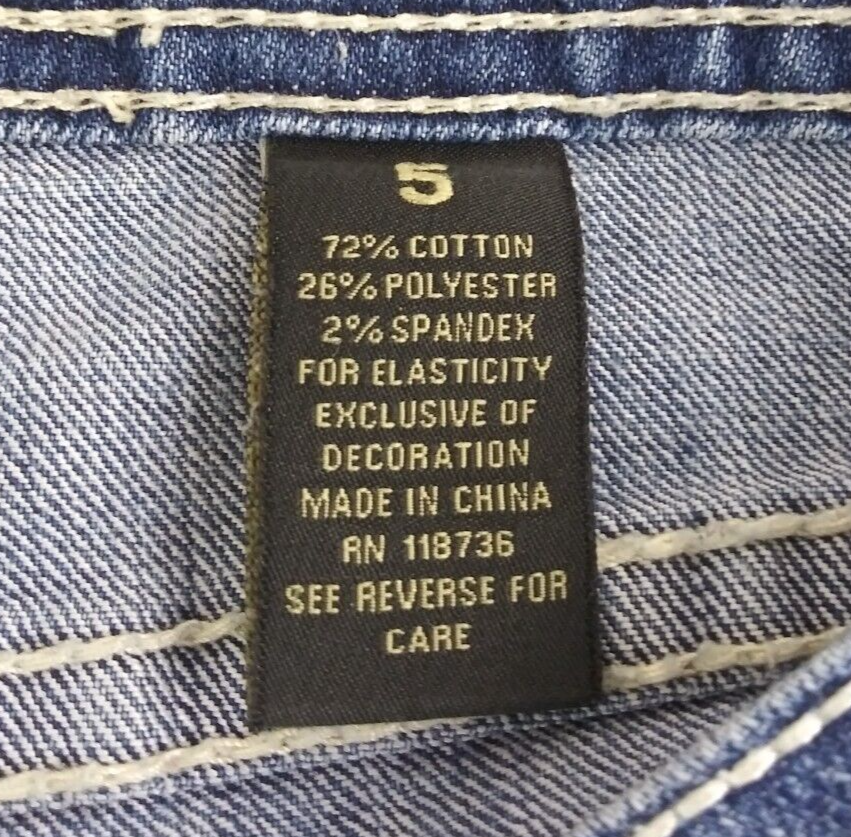 5
72% COTTON
26% POLYESTER
2% SPANDEX
FOR ELASTICITY
EXCLUSIVE OF
DECORATION
MADE IN CHINA
RN 118736
SEE REVERSE FOR
CARE